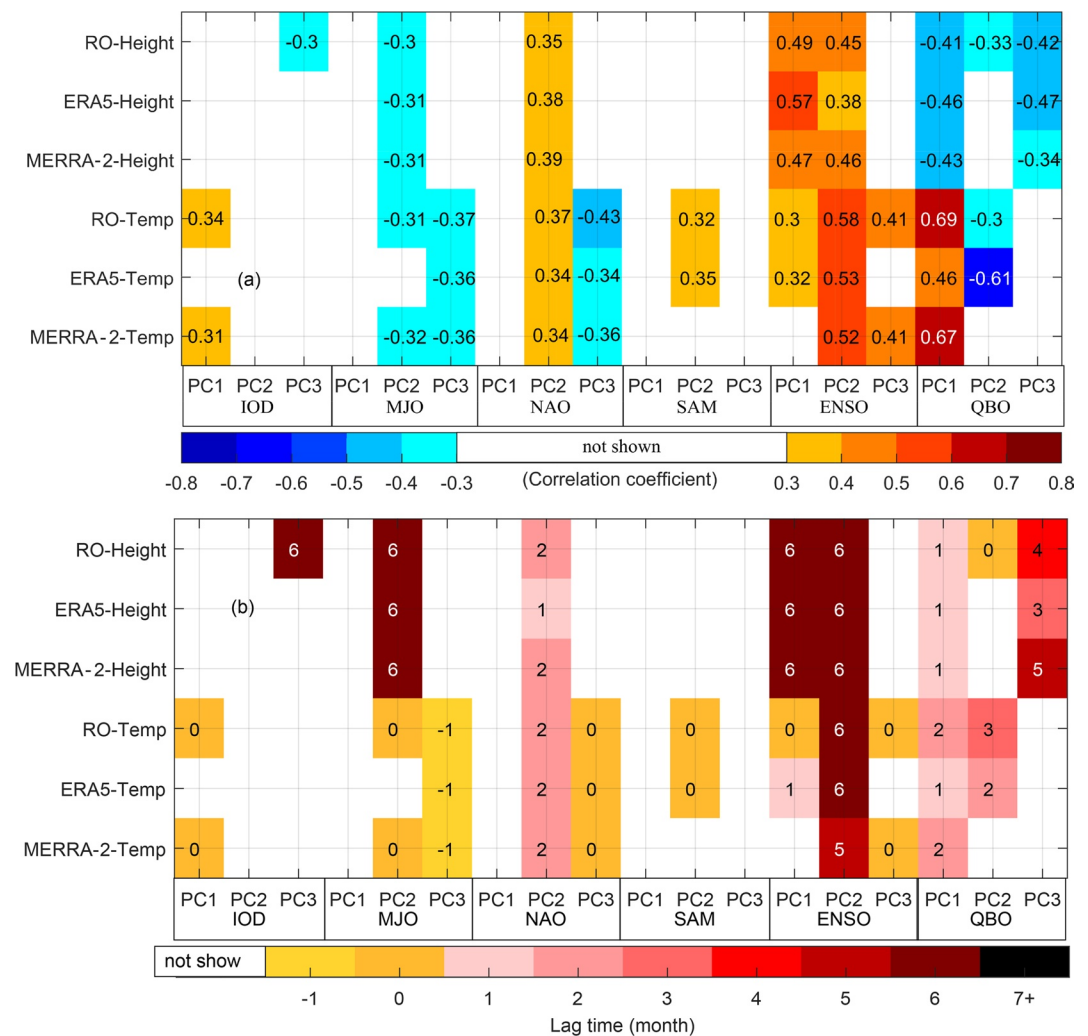 RO-Height -0.3 -0.3 0.35 0.49 0.45 -0.41 -0.33 -0.42
ERA5-Height -0.31 0.38 0.57 0.38 -0.46 -0.47
MERRA-2-Height -0.31 0.39 0.47 0.46 -0.43 -0.34
RO-Temp 0.34 -0.31 -0.37 0.37 -0.43 0.32 0.3 0.58 0.41 0.69 -0.3
ERA5-Temp (a) -0.36 0.34 -0.34 0.35 0.32 0.53 0.46 -0.61
MERRA-2-Temp 0.31 -0.32 -0.36 0.34 -0.36 0.52 0.41 0.67
PC1 PC2 PC3 PC1 PC2 PC3 PC1 PC2 PC3 PC1 PC2 PC3 PC1 PC2 PC3 PC1 PC2 PC3
IOD MJO NAO SAM ENSO QBO
not shown
-0.8 -0.7 -0.6 -0.5 -0.4 -0.3 (Correlation coefficient) 0.3 0.4 0.5 0.6 0.7 0.8
RO-Height 6 6 2 6 6 1 0 4
ERA5-Height (b) 6 1 6 6 1 3
MERRA-2-Height 6 2 6 6 1 5
RO-Temp 0 0 -1 2 0 0 0 6 0 2 3
ERA5-Temp -1 2 0 0 1 6 1 2
MERRA-2-Temp 0 0 -1 2 0 5 0 2
PC1 PC2 PC3 PC1 PC2 PC3 PC1 PC2 PC3 PC1 PC2 PC3 PC1 PC2 PC3 PC1 PC2 PC3
IOD MJO NAO SAM ENSO QBO
not show
-1 0 1 2 3 4 5 6 7+
Lag time (month)